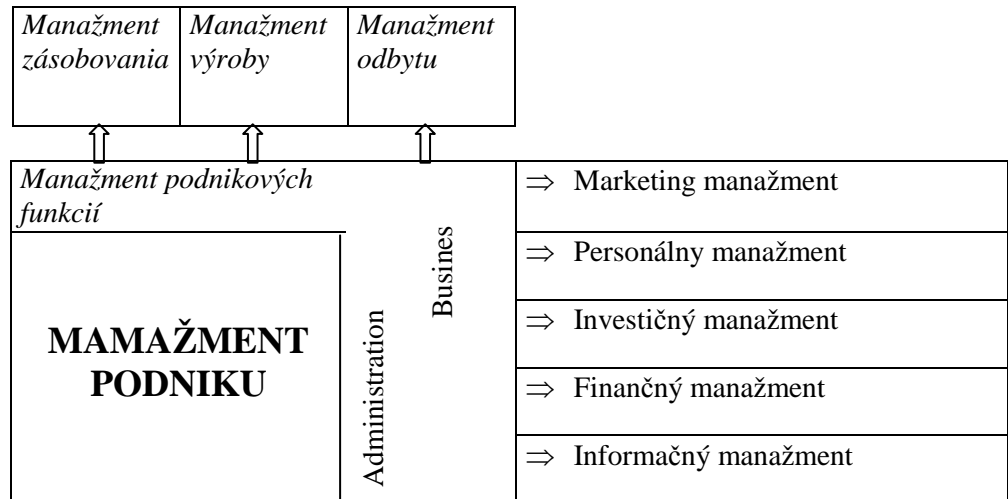 Manažment zásobovania
Manažment výroby
Manažment odbytu
Manažment podnikových
funkcií
MAMAŽMENT
PODNIKU
Administration
Busines
⇒ Marketing manažment
⇒ Personálny manažment
⇒ Investičný manažment
⇒ Finančný manažment
⇒ Informačný manažment